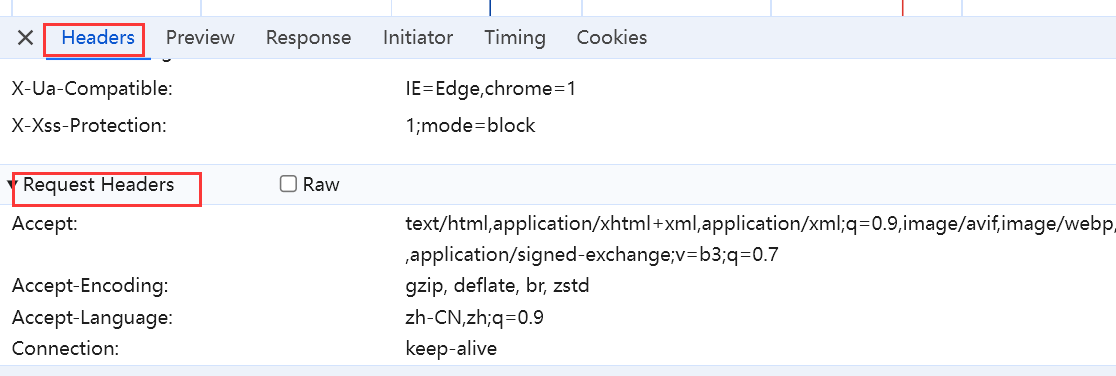 Headers Preview Response Initiator Timing Cookies
X-Ua-Compatible: IE=Edge,chrome=1
X-Xss-Protection: 1;mode=block
Request Headers Raw
Accept: text/html,application/xhtml+xml,application/xml;q=0.9,image/avif,image/webp,
,application/signed-exchange;v=b3;q=0.7
Accept-Encoding: gzip, deflate, br, zstd
Accept-Language: zh-CN,zh;q=0.9
Connection: keep-alive